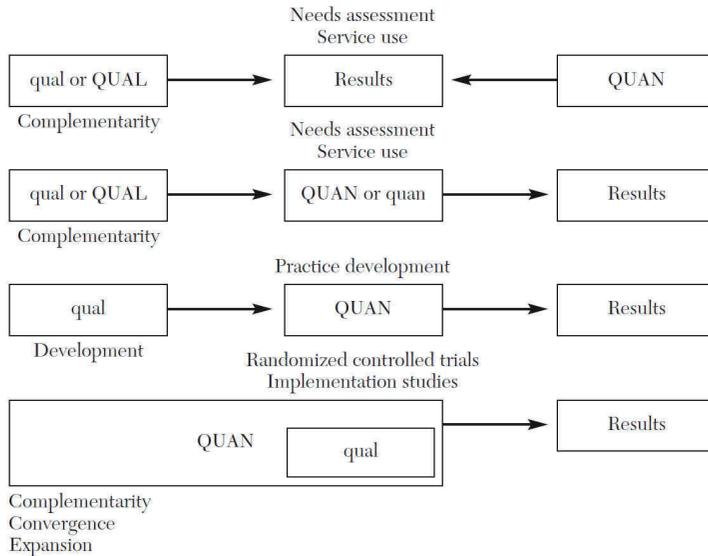 Needs assessment
Service use
qual or QUAL
Results
QUAN
Complementarity
Needs assessment
Service use
qual or QUAL
QUAN or quan
Results
Complementarity
Practice development
qual
QUAN
Results
Development
Randomized controlled trials
Implementation studies
QUAN
qual
Results
Complementarity
Convergence
Expansion